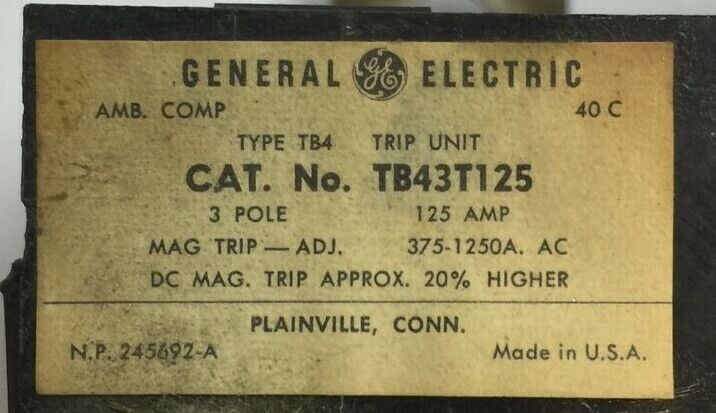 GENERAL GE ELECTRIC
AMB. COMP 40 C
TYPE TB4 TRIP UNIT
CAT. No. TB43T125
3 POLE 125 AMP
MAG TRIP — ADJ. 375-1250A. AC
DC MAG. TRIP APPROX. 20% HIGHER
PLAINVILLE, CONN.
N.P. 245692-A Made in U.S.A.